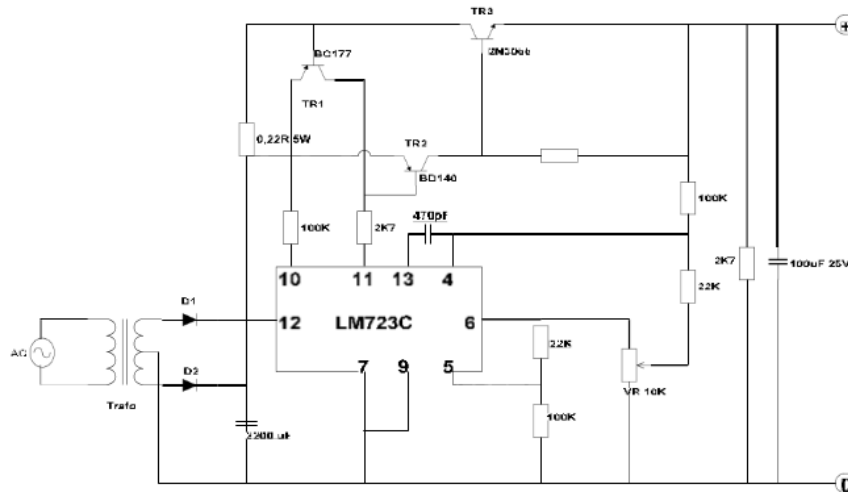 TR3
+
BC177
2M3055
TR1
0,22R 5W
TR2
BD140
100K
470pF
100K
2K7
2K7
100uF 25V
10
11
13
4
22K
D1
12
LM723C
6
AC
22K
7
9
5
D2
VR 10K
Trafo
100K
2200uF
0